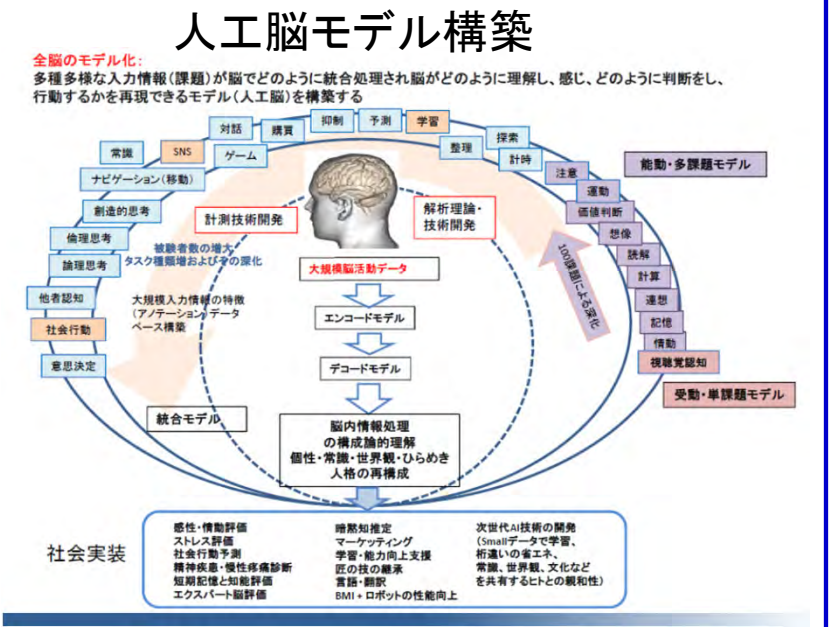 人工脳モデル構築
全脳のモデル化:
多種多様な入力情報(課題)が脳でどのように統合処理され脳がどのように理解し、感じ、どのように判断をし、
行動するかを再現できるモデル(人工脳)を構築する
対話
購買
抑制
予測
学習
探索
常識
SNS
ゲーム
整理
計時
ナビゲーション(移動)
注意
能動・多課題モデル
運動
創造的思考
計測技術開発
解析理論・
技術開発
価値判断
倫理思考
想像
被験者数の増大
タスク種類増およびその深化
読解
論理思考
大規模脳活動データ
100課題による深化
計算
他者認知
大規模入力情報の特徴
(アノテーション)データ
ベース構築
連想
エンコードモデル
記憶
社会行動
情動
意思決定
デコードモデル
視聴覚認知
受動・単課題モデル
統合モデル
脳内情報処理
の構成論的理解
個性・常識・世界観・ひらめき
人格の再構成
社会実装
感性・情動評価
ストレス評価
社会行動予測
精神疾患・慢性疼痛診断
短期記憶と知能評価
エクスパート脳評価
暗黙知推定
マーケッティング
学習・能力向上支援
匠の技の継承
言語・翻訳
BMI + ロボットの性能向上
次世代AI技術の開発
(Smallデータで学習、
桁違いの省エネ、
常識、世界観、文化など
を共有するヒトとの親和性)